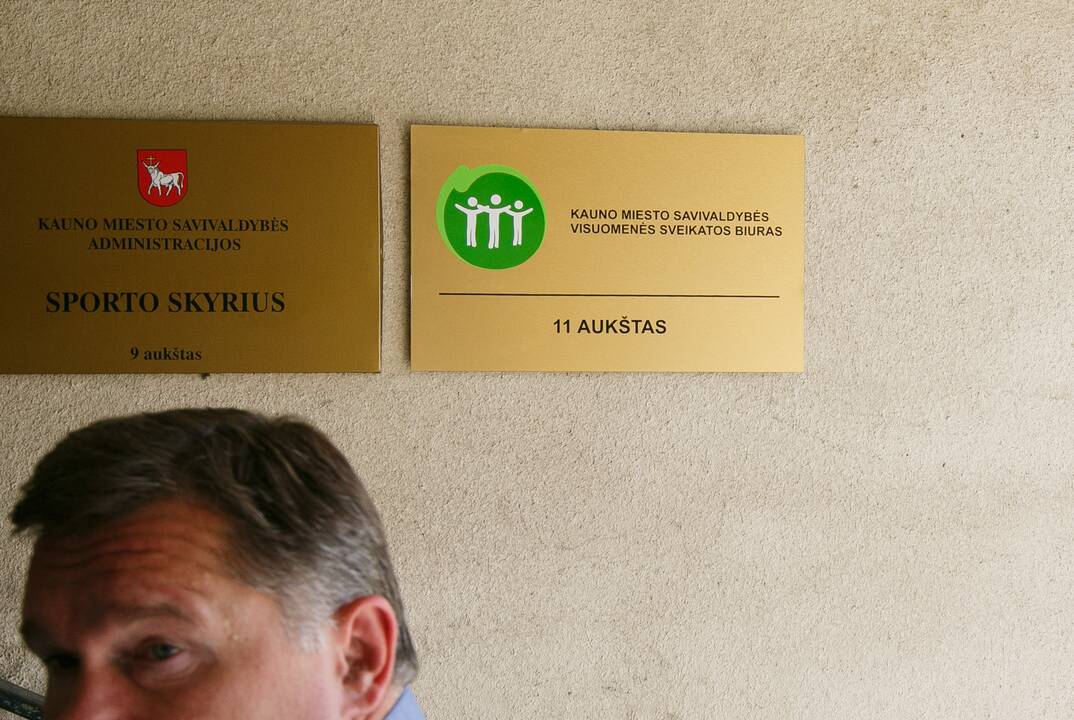 KAUNO MIESTO SAVIVALDYBĖS
ADMINISTRACIJOS
SPORTO SKYRIUS
9 aukštas
KAUNO MIESTO SAVIVALDYBĖS
VISUOMENĖS SVEIKATOS BIURAS
11 AUKŠTAS